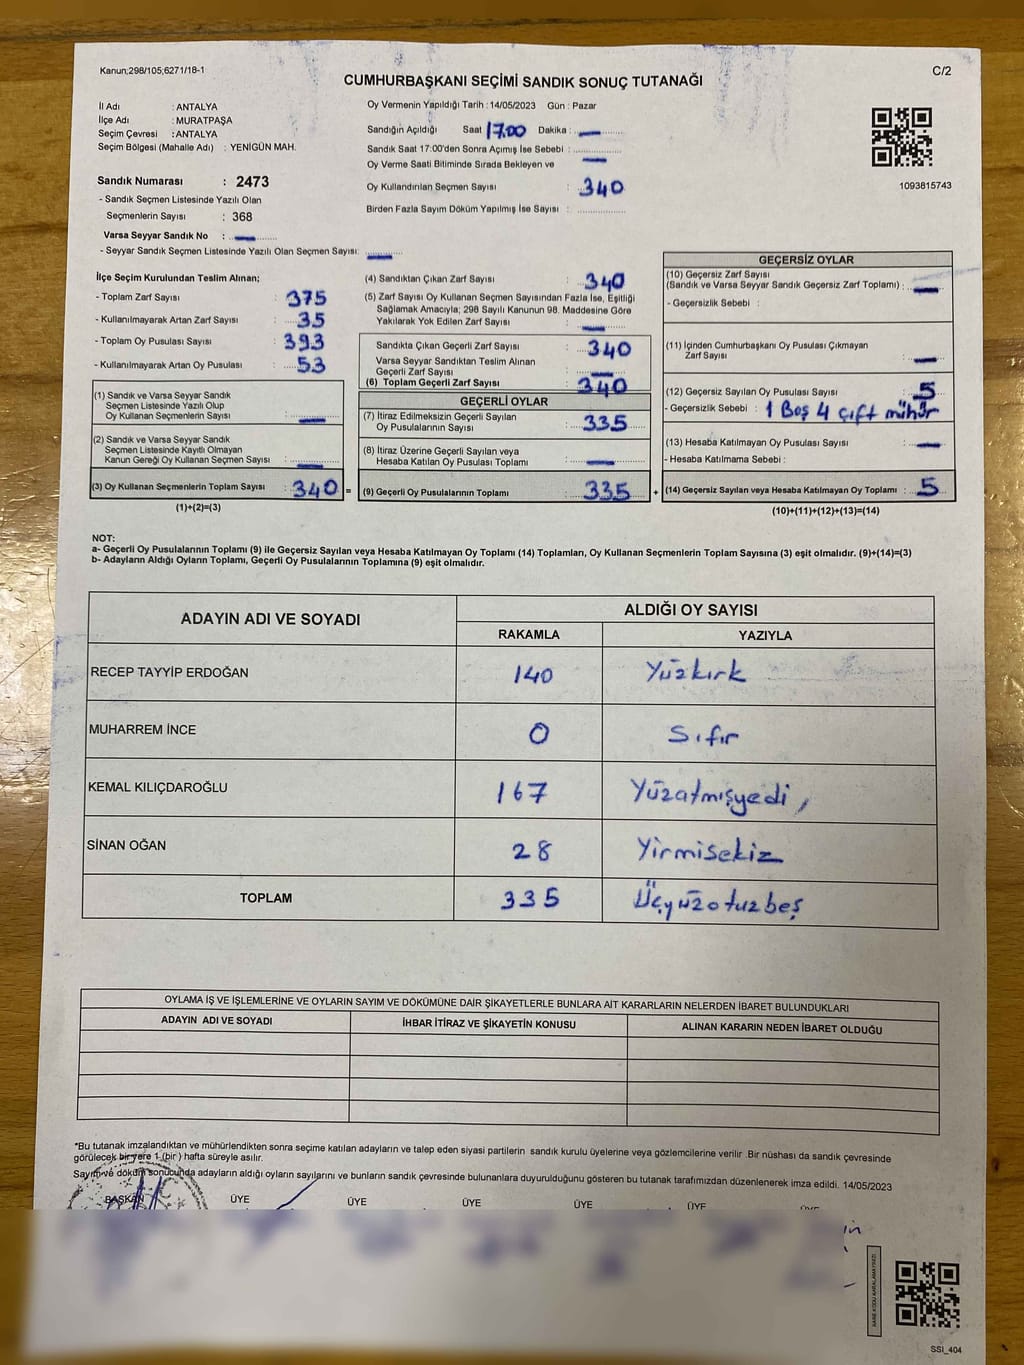 Kanun;298/105;6271/18-1
C/2
CUMHURBAŞKANI SEÇİMİ SANDIK SONUÇ TUTANAĞI
İl Adı : ANTALYA
İlçe Adı : MURATPAŞA
Seçim Çevresi : ANTALYA
Seçim Bölgesi (Mahalle Adı) : YENİGÜN MAH.
Sandık Numarası : 2473
- Sandık Seçmen Listesinde Yazılı Olan
Seçmenlerin Sayısı : 368
Varsa Seyyar Sandık No : —
- Seyyar Sandık Seçmen Listesinde Yazılı Olan Seçmen Sayısı: —
Oy Vermenin Yapıldığı Tarih : 14/05/2023 Gün : Pazar
Sandığın Açıldığı Saat 17.00 Dakika : —
Sandık Saat 17:00'den Sonra Açımış İse Sebebi :
Oy Verme Saati Bitiminde Sırada Bekleyen ve —
Oy Kullandırılan Seçmen Sayısı : 340
Birden Fazla Sayım Döküm Yapılmış İse Sayısı :
1093815743
İlçe Seçim Kurulundan Teslim Alınan;
- Toplam Zarf Sayısı : 375
- Kullanılmayarak Artan Zarf Sayısı : 35
- Toplam Oy Pusulası Sayısı : 393
- Kullanılmayarak Artan Oy Pusulası : 53
(1) Sandık ve Varsa Seyyar Sandık
Seçmen Listesinde Yazılı Olup
Oy Kullanan Seçmenlerin Sayısı : —
(2) Sandık ve Varsa Seyyar Sandık
Seçmen Listesinde Kayıtlı Olmayan
Kanun Gereği Oy Kullanan Seçmen Sayısı : —
(3) Oy Kullanan Seçmenlerin Toplam Sayısı : 340 =
(1)+(2)=(3)
(4) Sandıktan Çıkan Zarf Sayısı : 340
(5) Zarf Sayısı Oy Kullanan Seçmen Sayısından Fazla İse, Eşitliği
Sağlamak Amacıyla; 298 Sayılı Kanunun 98. Maddesine Göre
Yakılarak Yok Edilen Zarf Sayısı : —
Sandıkta Çıkan Geçerli Zarf Sayısı : 340
Varsa Seyyar Sandıktan Teslim Alınan
Geçerli Zarf Sayısı : —
(6) Toplam Geçerli Zarf Sayısı : 340
GEÇERLİ OYLAR
(7) İtiraz Edilmeksizin Geçerli Sayılan
Oy Pusulalarının Sayısı : 335
(8) İtiraz Üzerine Geçerli Sayılan veya
Hesaba Katılan Oy Pusulası Toplamı : —
(9) Geçerli Oy Pusulalarının Toplamı : 335 +
GEÇERSİZ OYLAR
(10) Geçersiz Zarf Sayısı
(Sandık ve Varsa Seyyar Sandık Geçersiz Zarf Toplamı) : —
- Geçersizlik Sebebi :
(11) İçinden Cumhurbaşkanı Oy Pusulası Çıkmayan
Zarf Sayısı : —
(12) Geçersiz Sayılan Oy Pusulası Sayısı : 5
- Geçersizlik Sebebi : 1 Boş 4 çift mühür
(13) Hesaba Katılmayan Oy Pusulası Sayısı : —
- Hesaba Katılmama Sebebi :
(14) Geçersiz Sayılan veya Hesaba Katılmayan Oy Toplamı : 5
(10)+(11)+(12)+(13)=(14)
NOT:
a- Geçerli Oy Pusulalarının Toplamı (9) ile Geçersiz Sayılan veya Hesaba Katılmayan Oy Toplamı (14) Toplamları, Oy Kullanan Seçmenlerin Toplam Sayısına (3) eşit olmalıdır. (9)+(14)=(3)
b- Adayların Aldığı Oyların Toplamı, Geçerli Oy Pusulalarının Toplamına (9) eşit olmalıdır.
ADAYIN ADI VE SOYADI
ALDIĞI OY SAYISI
RAKAMLA YAZIYLA
RECEP TAYYİP ERDOĞAN 140 Yüzkırk
MUHARREM İNCE 0 Sıfır
KEMAL KILIÇDAROĞLU 167 Yüzatmışyedi,
SİNAN OĞAN 28 Yirmisekiz
TOPLAM 335 Üçyüzotuzbeş
OYLAMA İŞ VE İŞLEMLERİNE VE OYLARIN SAYIM VE DÖKÜMÜNE DAİR ŞİKAYETLERLE BUNLARA AİT KARARLARIN NELERDEN İBARET BULUNDUKLARI
ADAYIN ADI VE SOYADI İHBAR İTİRAZ VE ŞİKAYETİN KONUSU ALINAN KARARIN NEDEN İBARET OLDUĞU
*Bu tutanak imzalandıktan ve mühürlendikten sonra seçime katılan adayların ve talep eden siyasi partilerin sandık kurulu üyelerine veya gözlemcilerine verilir .Bir nüshası da sandık çevresinde
görülecek bir yere 1 (bir ) hafta süreyle asılır.
Sayım ve döküm sonucunda adayların aldığı oyların sayılarını ve bunların sandık çevresinde bulunanlara duyurulduğunu gösteren bu tutanak tarafımızdan düzenlenerek imza edildi. 14/05/2023
BAŞKAN ÜYE ÜYE ÜYE ÜYE ÜYE ÜYE
SSI_404